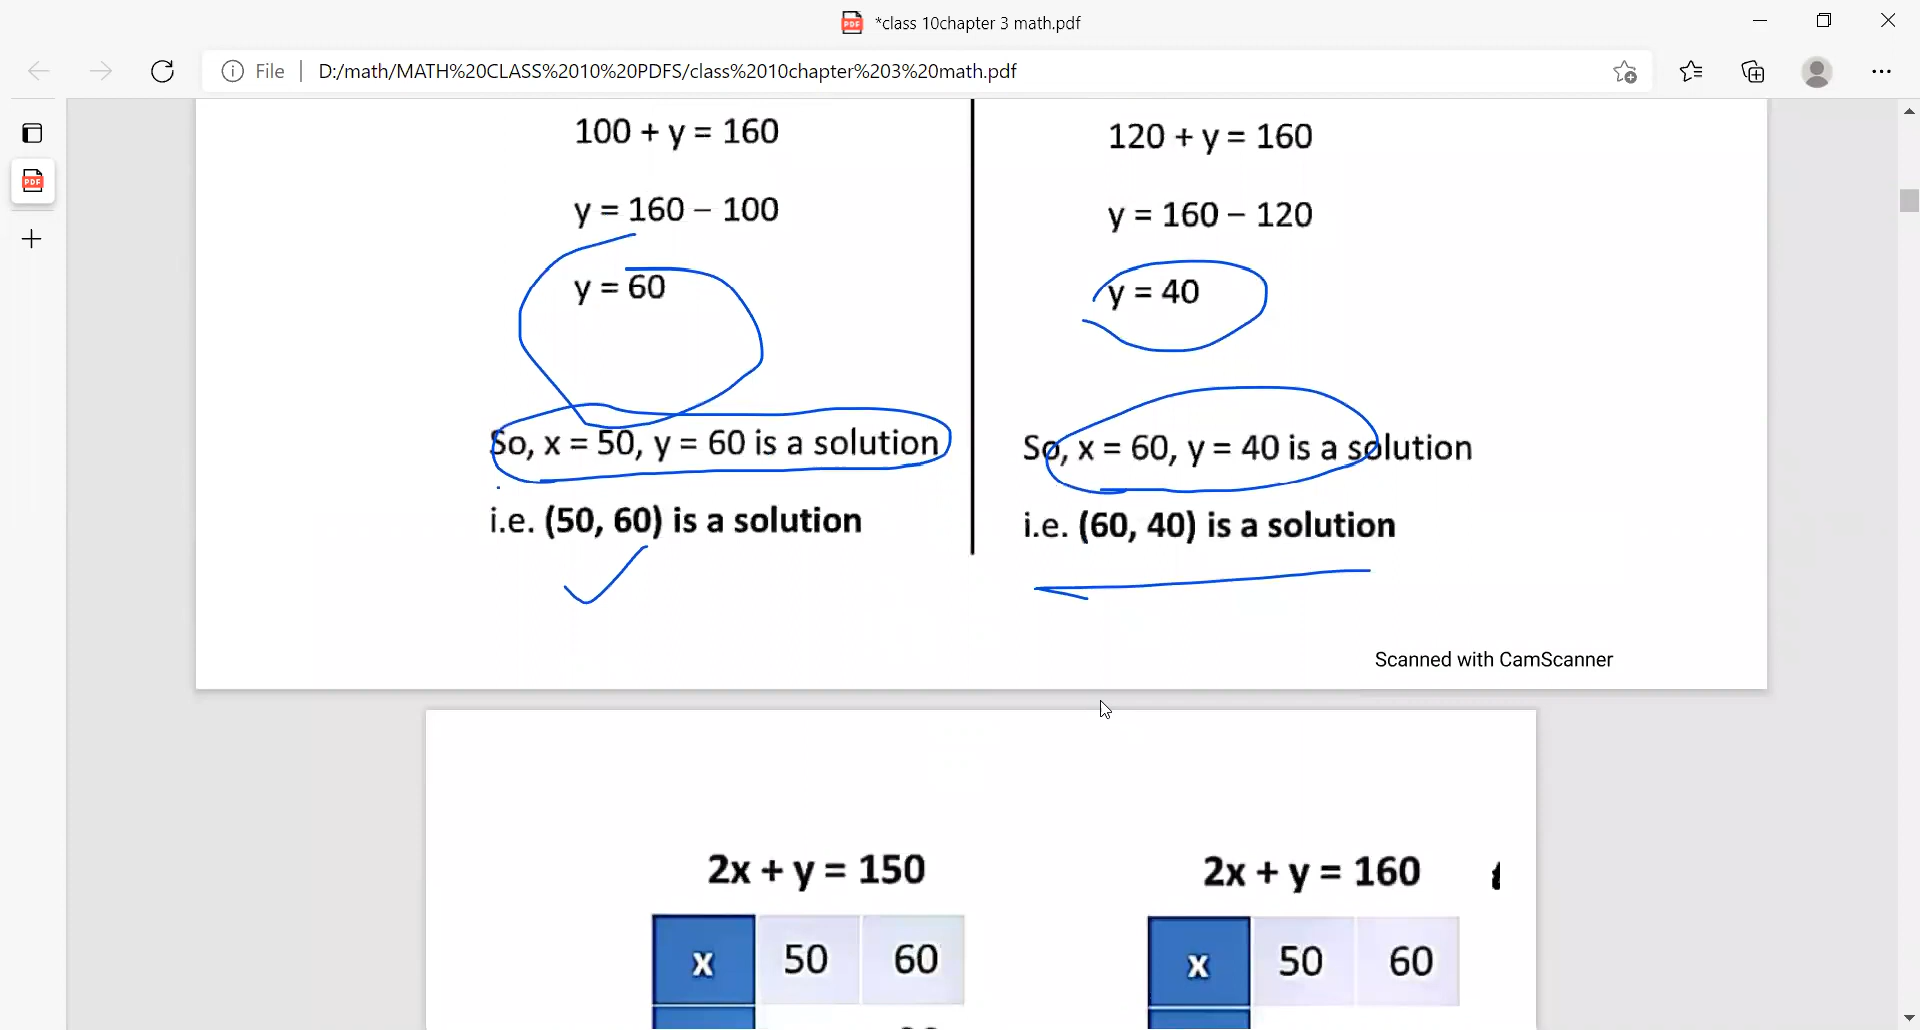 *class 10chapter 3 math.pdf
File | D:/math/MATH%20CLASS%2010%20PDFS/class%2010chapter%203%20math.pdf
100 + y = 160
y = 160 – 100
y = 60
So, x = 50, y = 60 is a solution
i.e. (50, 60) is a solution
120 + y = 160
y = 160 – 120
y = 40
So, x = 60, y = 40 is a solution
i.e. (60, 40) is a solution
Scanned with CamScanner
2x + y = 150
x 50 60
2x + y = 160
x 50 60